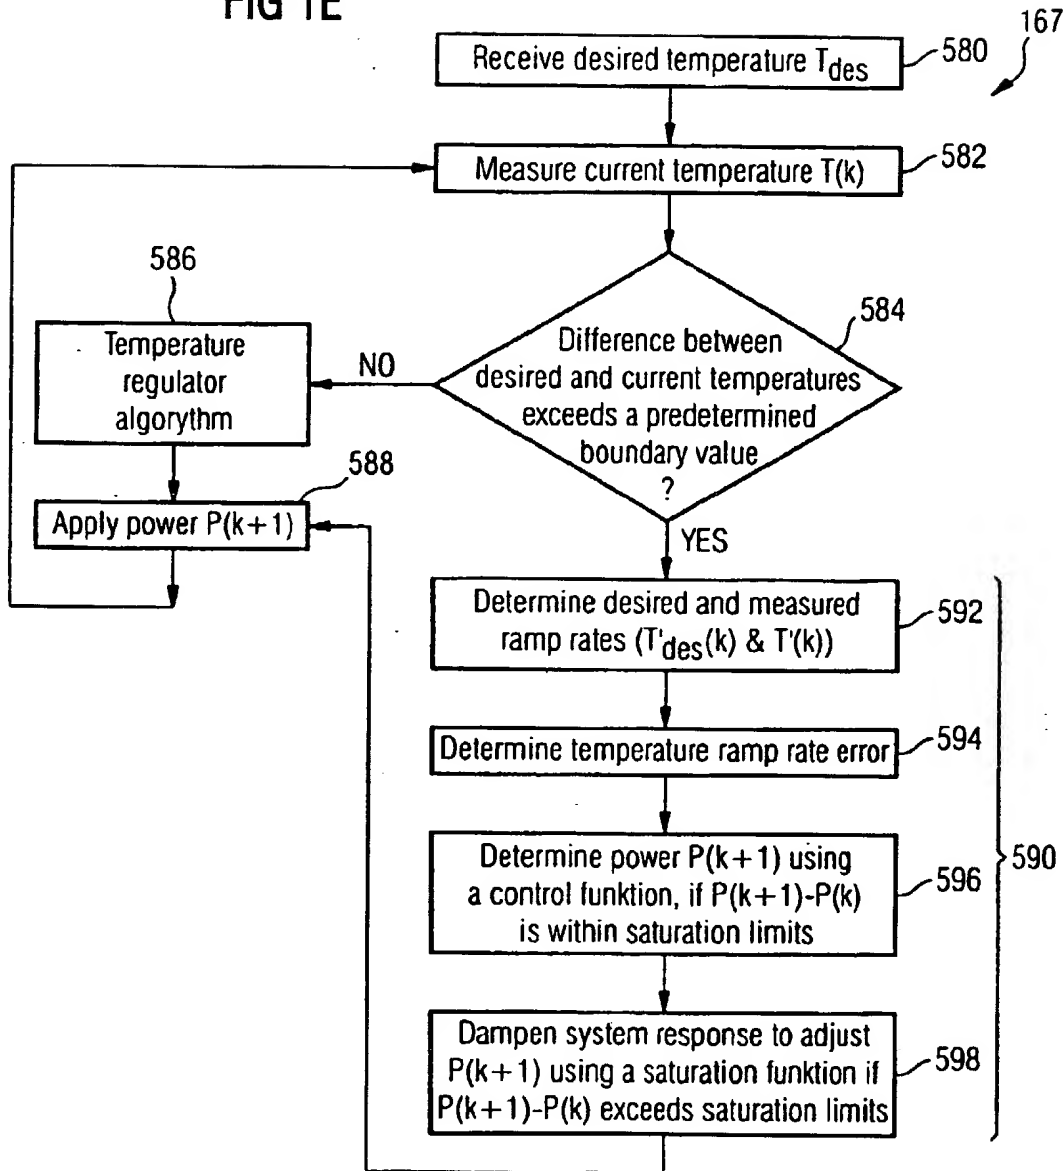 FIG 1E
167
Receive desired temperature Tdes
580
Measure current temperature T(k)
582
586
Temperature
regulator
algorythm
NO
584
Difference between
desired and current temperatures
exceeds a predetermined
boundary value
?
588
Apply power P(k+1)
YES
Determine desired and measured
ramp rates (T'des(k) & T'(k))
592
Determine temperature ramp rate error
594
Determine power P(k+1) using
a control funktion, if P(k+1)-P(k)
is within saturation limits
596
590
Dampen system response to adjust
P(k+1) using a saturation funktion if
P(k+1)-P(k) exceeds saturation limits
598